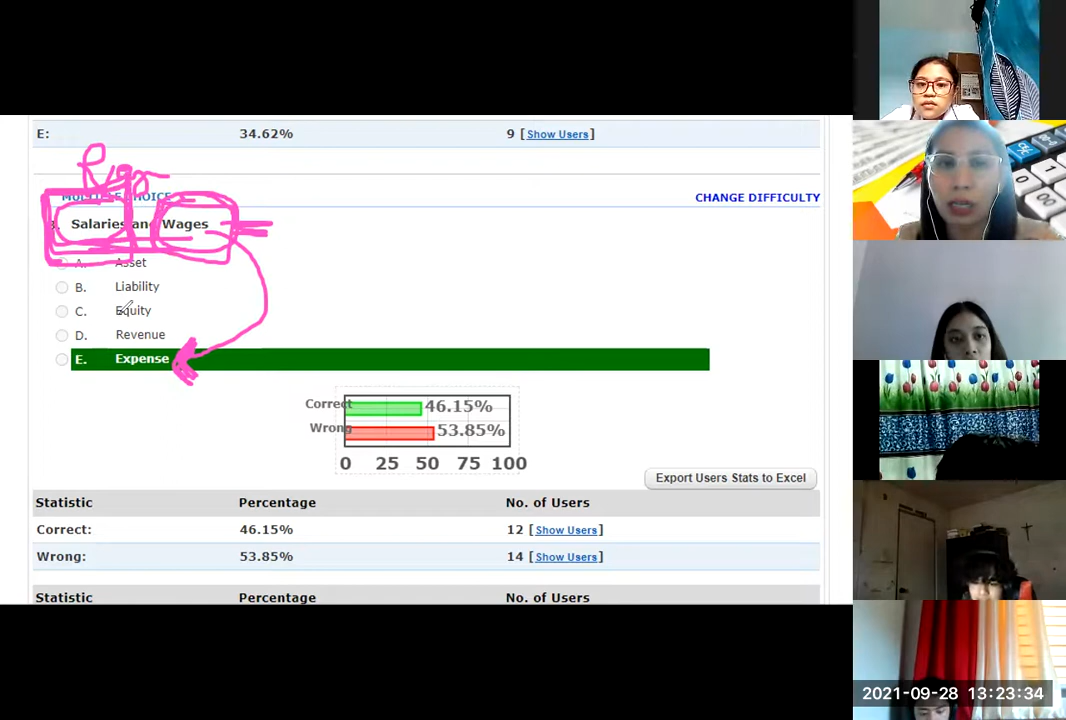 E: 34.62% 9 [Show Users]
MULTIPLE CHOICE CHANGE DIFFICULTY
3. Salaries and Wages
A. Asset
B. Liability
C. Equity
D. Revenue
E. Expense
Correct 46.15%
Wrong 53.85%
0 25 50 75 100
Export Users Stats to Excel
Statistic Percentage No. of Users
Correct: 46.15% 12 [Show Users]
Wrong: 53.85% 14 [Show Users]
Statistic Percentage No. of Users
2021-09-28 13:23:34